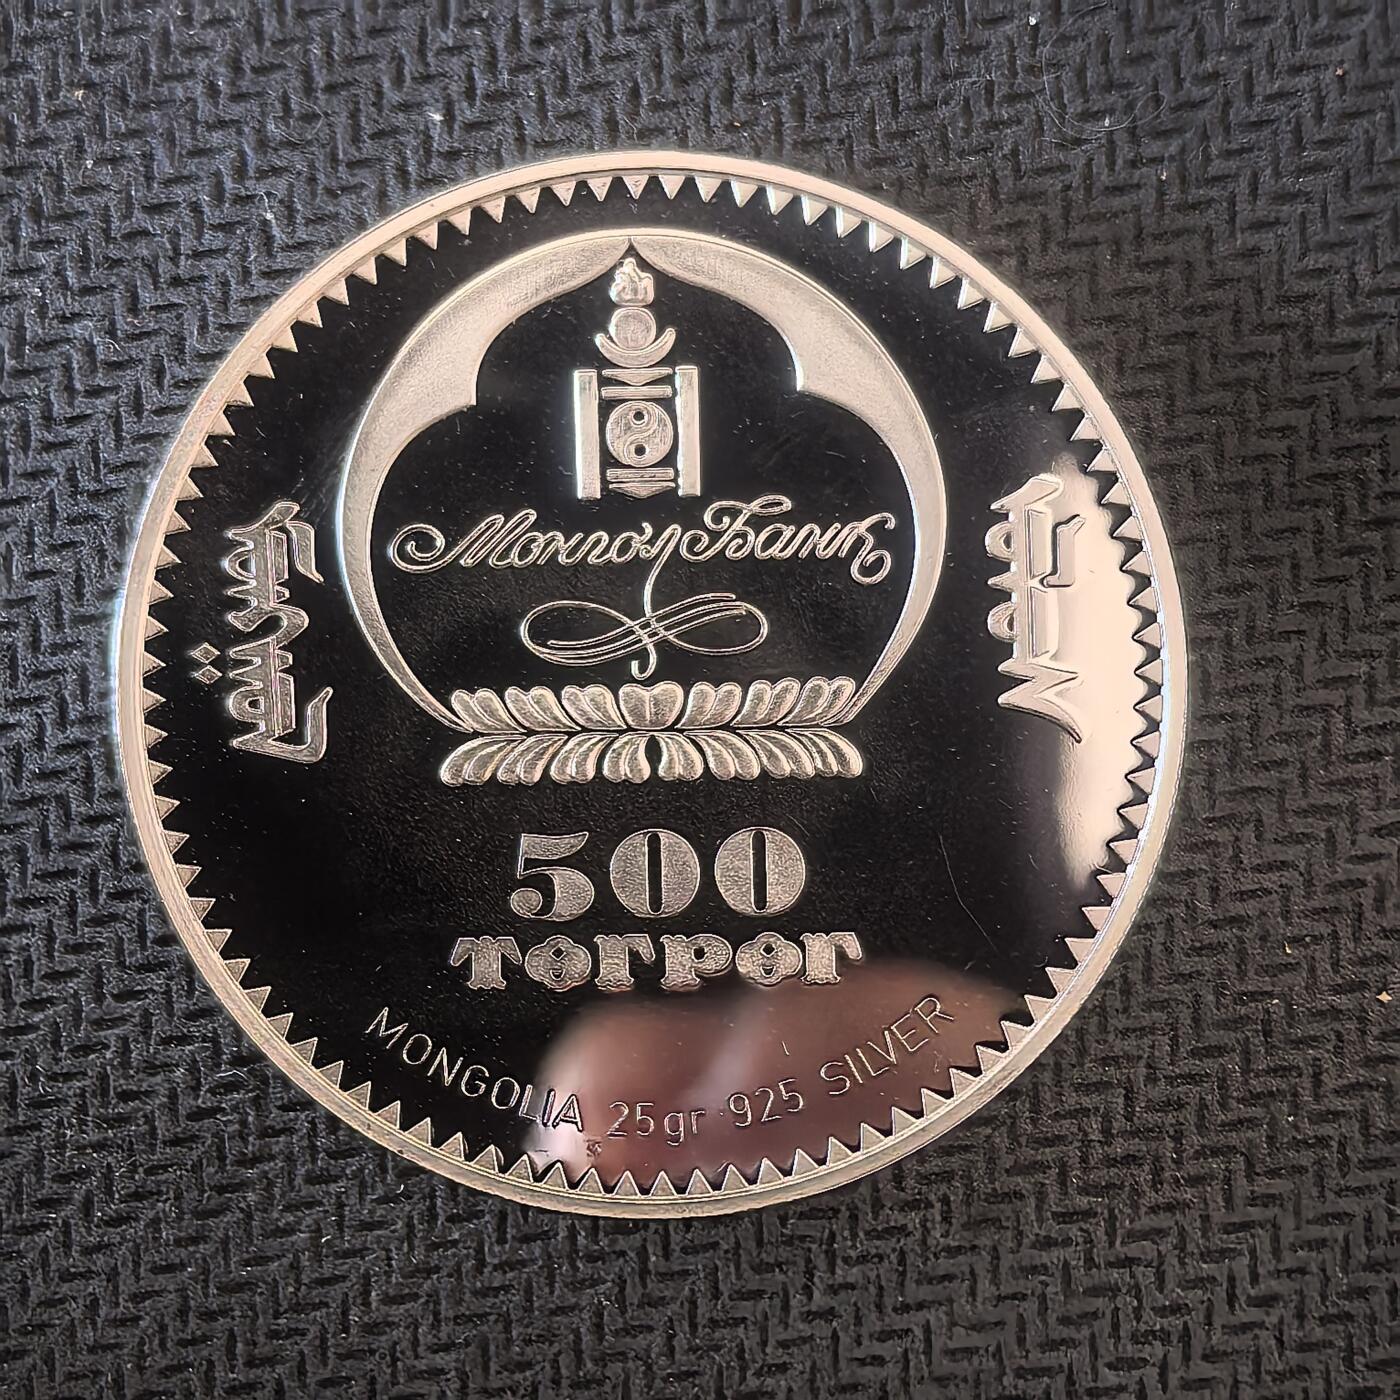 Монгол Банк
500
төгрөг
MONGOLIA 25gr 925 SILVER